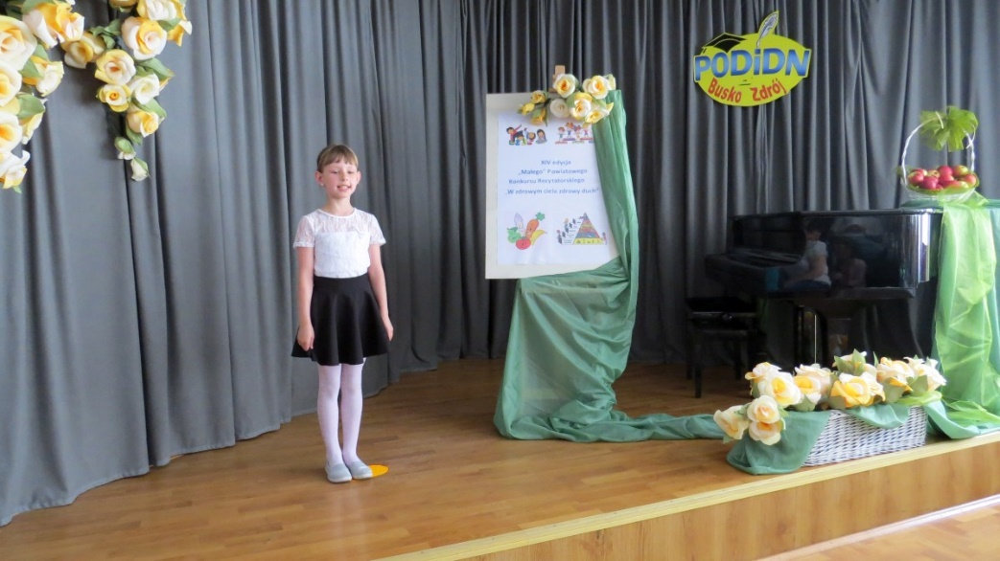 PODiDN
Busko - Zdrój
XIV edycja
„Małego” Powiatowego
Konkursu Recytatorskiego
„W zdrowym ciele zdrowy duch”